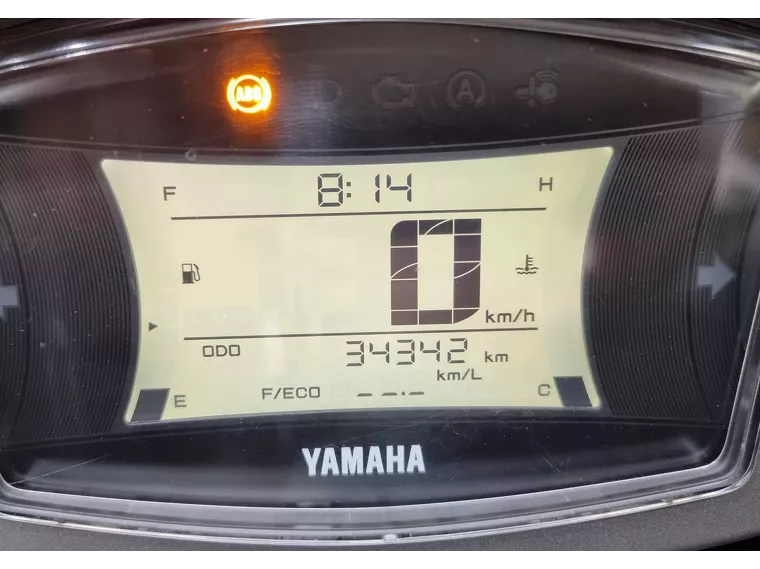 ABS
A
F 8:14 H
0 km/h
ODO 34342 km
km/L
F/ECO --.-
E C
YAMAHA